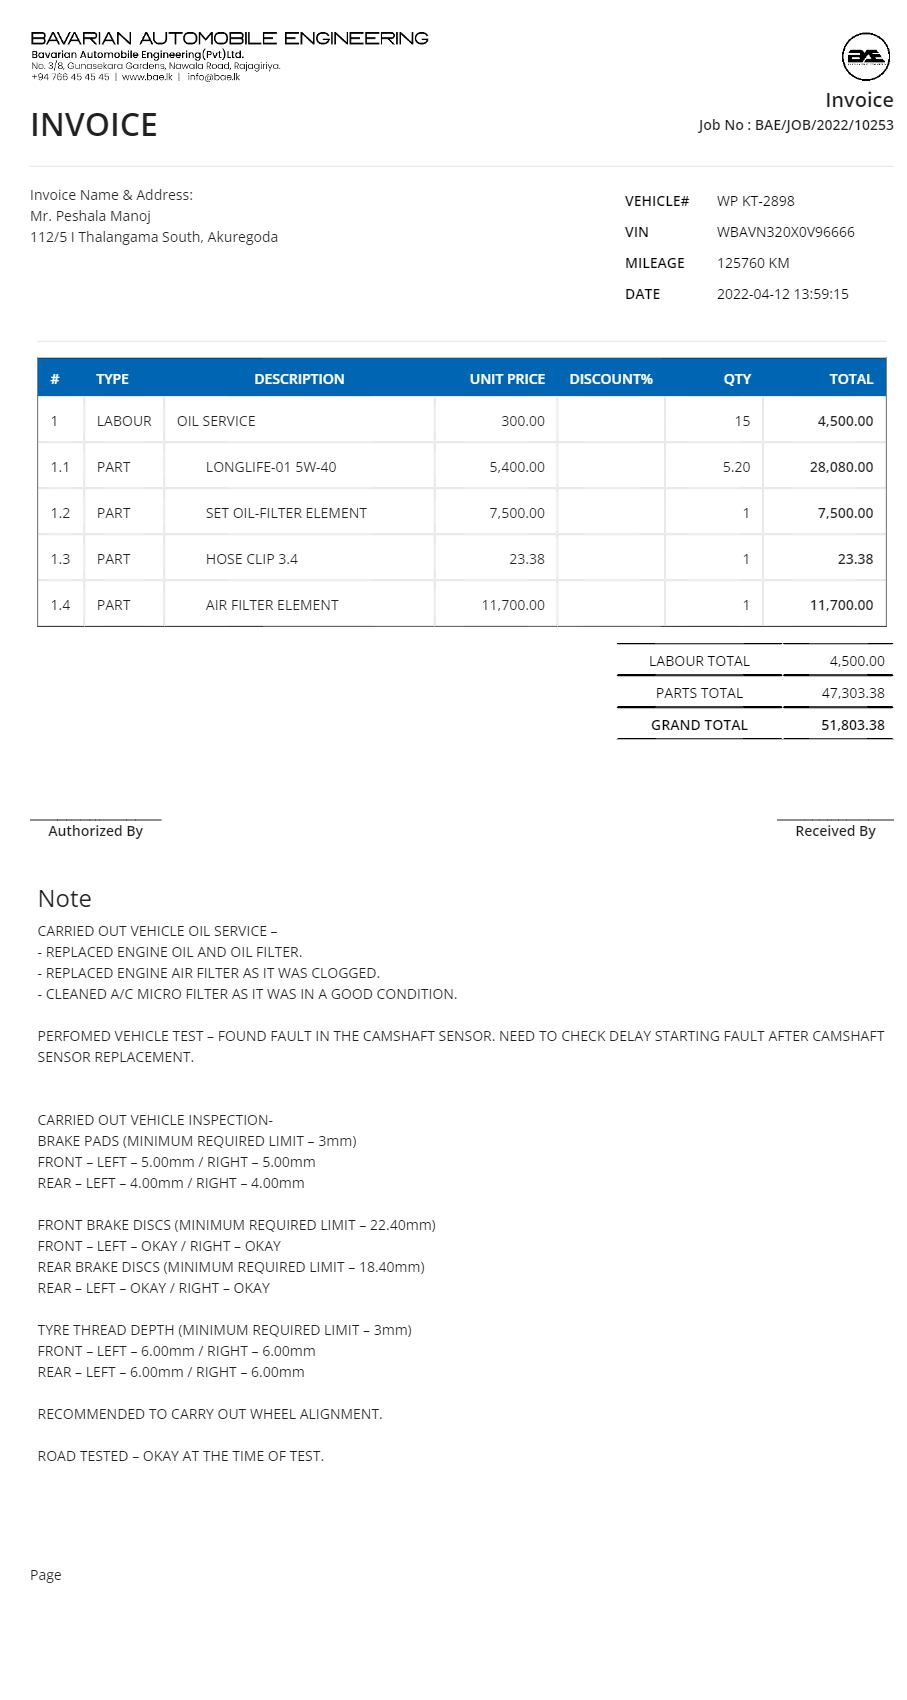 BAVARIAN AUTOMOBILE ENGINEERING
Bavarian Automobile Engineering(Pvt)Ltd.
No. 3/8, Gunasekara Gardens, Nawala Road, Rajagiriya.
+94 766 45 45 45 | www.bae.lk | info@bae.lk
BAE
Invoice
INVOICE
Job No : BAE/JOB/2022/10253
Invoice Name & Address:
Mr. Peshala Manoj
112/5 I Thalangama South, Akuregoda
VEHICLE# WP KT-2898
VIN WBAVN320X0V96666
MILEAGE 125760 KM
DATE 2022-04-12 13:59:15
# TYPE DESCRIPTION UNIT PRICE DISCOUNT% QTY TOTAL
1 LABOUR OIL SERVICE 300.00 15 4,500.00
1.1 PART LONGLIFE-01 5W-40 5,400.00 5.20 28,080.00
1.2 PART SET OIL-FILTER ELEMENT 7,500.00 1 7,500.00
1.3 PART HOSE CLIP 3.4 23.38 1 23.38
1.4 PART AIR FILTER ELEMENT 11,700.00 1 11,700.00
LABOUR TOTAL 4,500.00
PARTS TOTAL 47,303.38
GRAND TOTAL 51,803.38
Authorized By Received By
Note
CARRIED OUT VEHICLE OIL SERVICE –
- REPLACED ENGINE OIL AND OIL FILTER.
- REPLACED ENGINE AIR FILTER AS IT WAS CLOGGED.
- CLEANED A/C MICRO FILTER AS IT WAS IN A GOOD CONDITION.
PERFOMED VEHICLE TEST – FOUND FAULT IN THE CAMSHAFT SENSOR. NEED TO CHECK DELAY STARTING FAULT AFTER CAMSHAFT
SENSOR REPLACEMENT.
CARRIED OUT VEHICLE INSPECTION-
BRAKE PADS (MINIMUM REQUIRED LIMIT – 3mm)
FRONT – LEFT – 5.00mm / RIGHT – 5.00mm
REAR – LEFT – 4.00mm / RIGHT – 4.00mm
FRONT BRAKE DISCS (MINIMUM REQUIRED LIMIT – 22.40mm)
FRONT – LEFT – OKAY / RIGHT – OKAY
REAR BRAKE DISCS (MINIMUM REQUIRED LIMIT – 18.40mm)
REAR – LEFT – OKAY / RIGHT – OKAY
TYRE THREAD DEPTH (MINIMUM REQUIRED LIMIT – 3mm)
FRONT – LEFT – 6.00mm / RIGHT – 6.00mm
REAR – LEFT – 6.00mm / RIGHT – 6.00mm
RECOMMENDED TO CARRY OUT WHEEL ALIGNMENT.
ROAD TESTED – OKAY AT THE TIME OF TEST.
Page